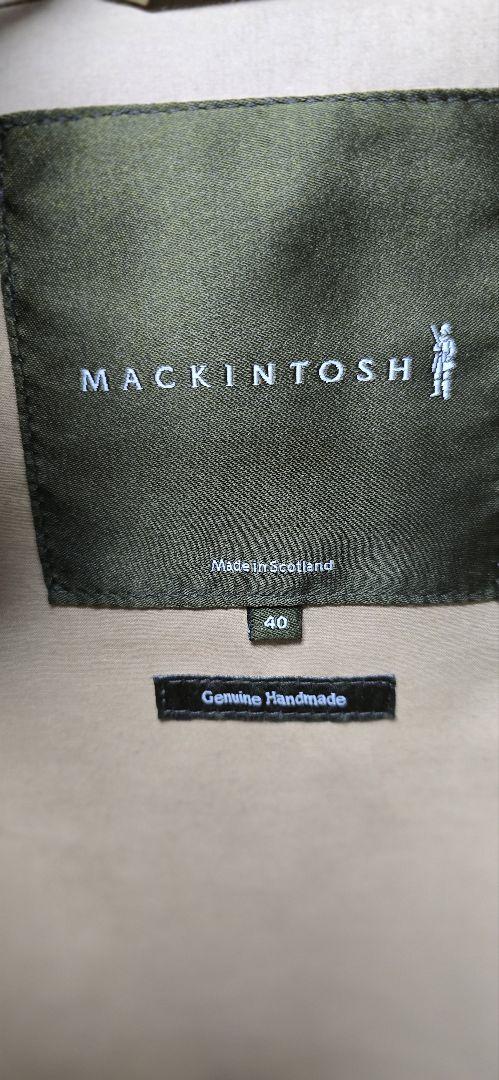 MACKINTOSH
Made in Scotland
40
Genuine Handmade